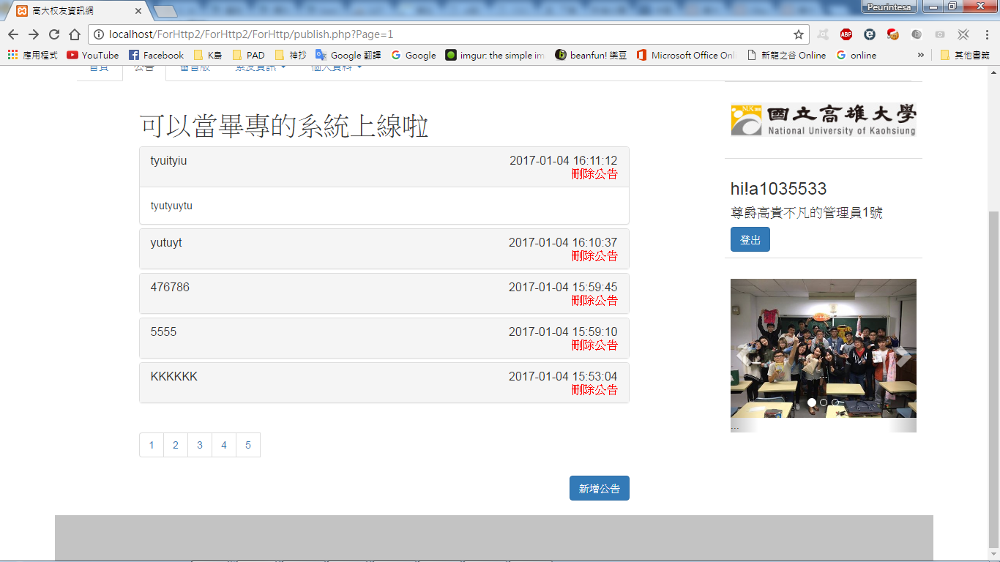 高大校友資訊網
Peurintesa
localhost/ForHttp2/ForHttp2/ForHttp/publish.php?Page=1
ABP
應用程式 YouTube Facebook K島 PAD 神抄 Google 翻譯 Google imgur: the simple im beanfun! 樂豆 Microsoft Office Onl 新龍之谷 Online online » 其他書籤
首頁 公告 留言版 系友資訊 個人資料
可以當畢專的系統上線啦
tyuityiu 2017-01-04 16:11:12
刪除公告
tyutyuytu
yutuyt 2017-01-04 16:10:37
刪除公告
476786 2017-01-04 15:59:45
刪除公告
5555 2017-01-04 15:59:10
刪除公告
KKKKKK 2017-01-04 15:53:04
刪除公告
1 2 3 4 5
新增公告
國立高雄大學
National University of Kaohsiung
hi!a1035533
尊爵高貴不凡的管理員1號
登出
...
...